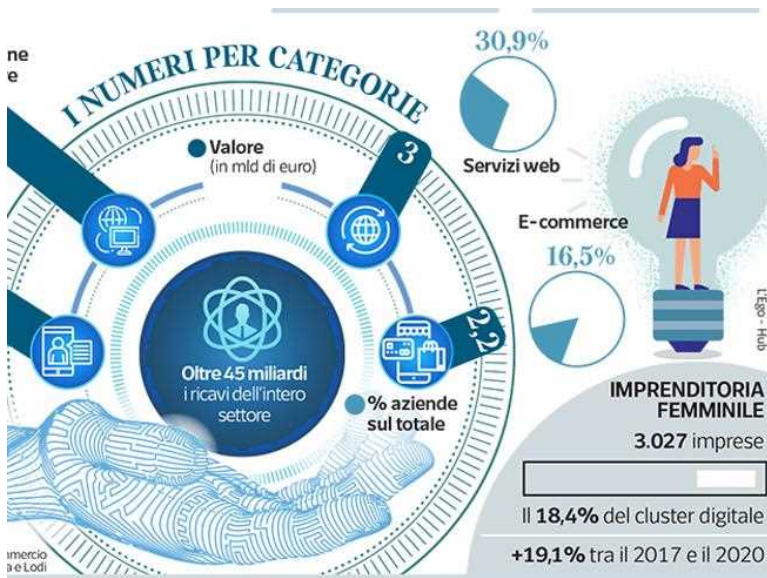 ne
e
I NUMERI PER CATEGORIE
Valore
(in mld di euro)
3
2,2
Oltre 45 miliardi
i ricavi dell'intero
settore
% aziende
sul totale
30,9%
Servizi web
E-commerce
16,5%
L'Ego - Hub
IMPRENDITORIA
FEMMINILE
3.027 imprese
Il 18,4% del cluster digitale
+19,1% tra il 2017 e il 2020
mmercio
a e Lodi